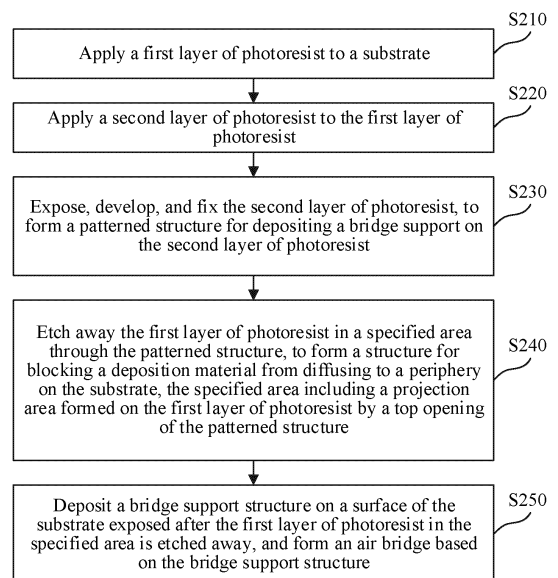 S210
Apply a first layer of photoresist to a substrate
S220
Apply a second layer of photoresist to the first layer of
photoresist
S230
Expose, develop, and fix the second layer of photoresist, to
form a patterned structure for depositing a bridge support on
the second layer of photoresist
S240
Etch away the first layer of photoresist in a specified area
through the patterned structure, to form a structure for
blocking a deposition material from diffusing to a periphery
on the substrate, the specified area including a projection
area formed on the first layer of photoresist by a top opening
of the patterned structure
S250
Deposit a bridge support structure on a surface of the
substrate exposed after the first layer of photoresist in the
specified area is etched away, and form an air bridge based
on the bridge support structure